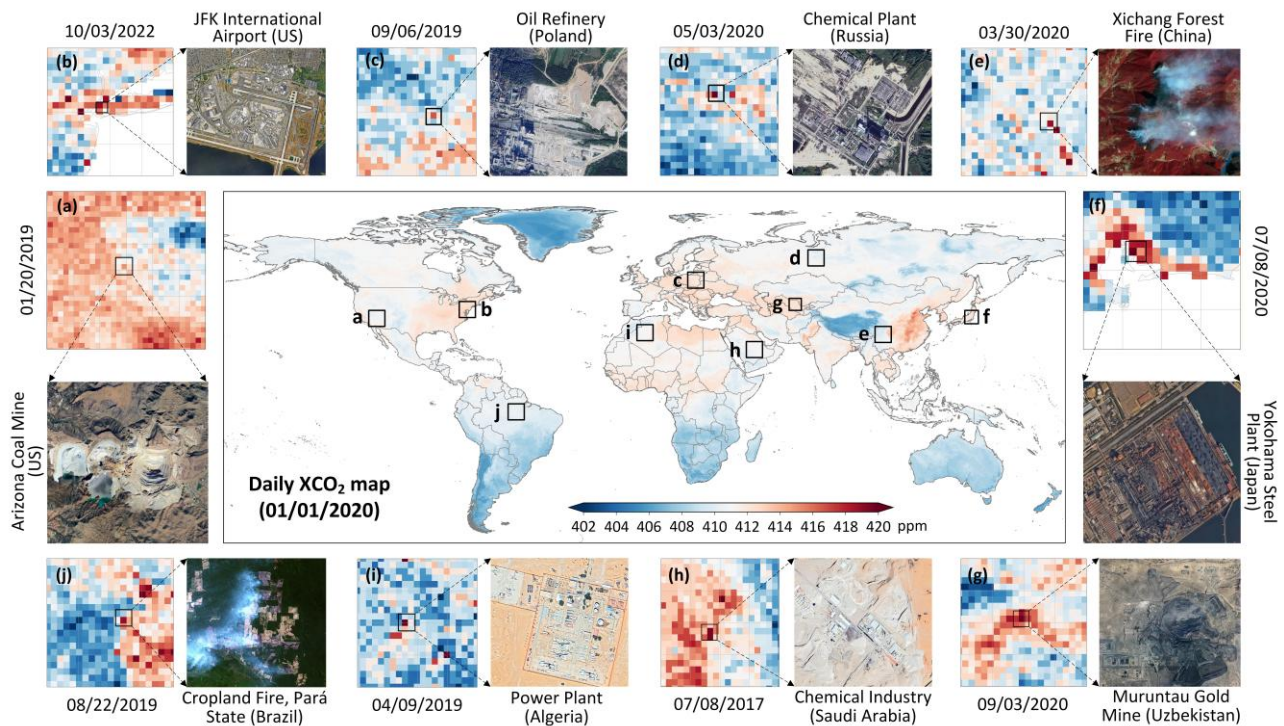 10/03/2022
JFK International
Airport (US)
09/06/2019
Oil Refinery
(Poland)
05/03/2020
Chemical Plant
(Russia)
03/30/2020
Xichang Forest
Fire (China)
(b)
(c)
(d)
(e)
(a)
01/20/2019
Arizona Coal Mine
(US)
(f)
07/08/2020
Yokohama Steel
Plant (Japan)
a
b
c
d
g
f
i
h
e
j
Daily XCO₂ map
(01/01/2020)
402 404 406 408 410 412 414 416 418 420 ppm
(j)
(i)
(h)
(g)
08/22/2019
Cropland Fire, Pará
State (Brazil)
04/09/2019
Power Plant
(Algeria)
07/08/2017
Chemical Industry
(Saudi Arabia)
09/03/2020
Muruntau Gold
Mine (Uzbekistan)